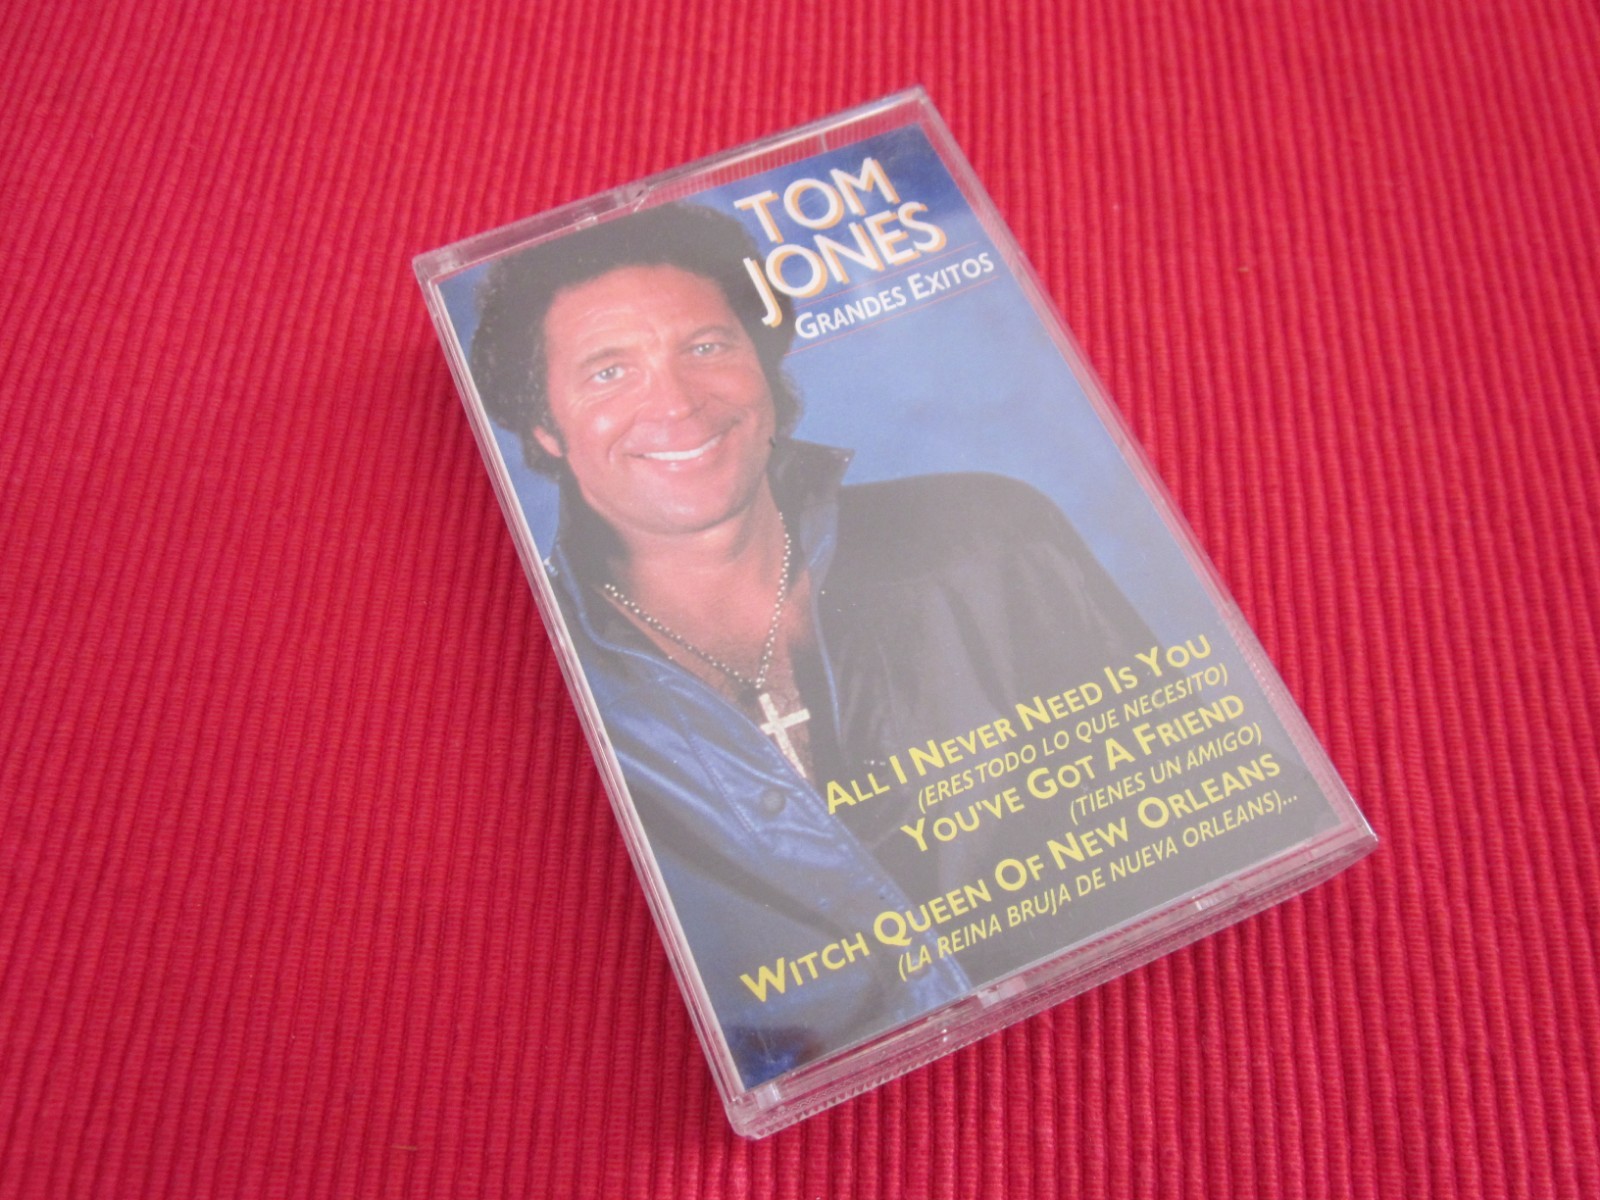 TOM
JONES
GRANDES EXITOS
ALL I NEVER NEED IS YOU
(ERES TODO LO QUE NECESITO)
YOU'VE GOT A FRIEND
(TIENES UN AMIGO)
WITCH QUEEN OF NEW ORLEANS
(LA REINA BRUJA DE NUEVA ORLEANS)...